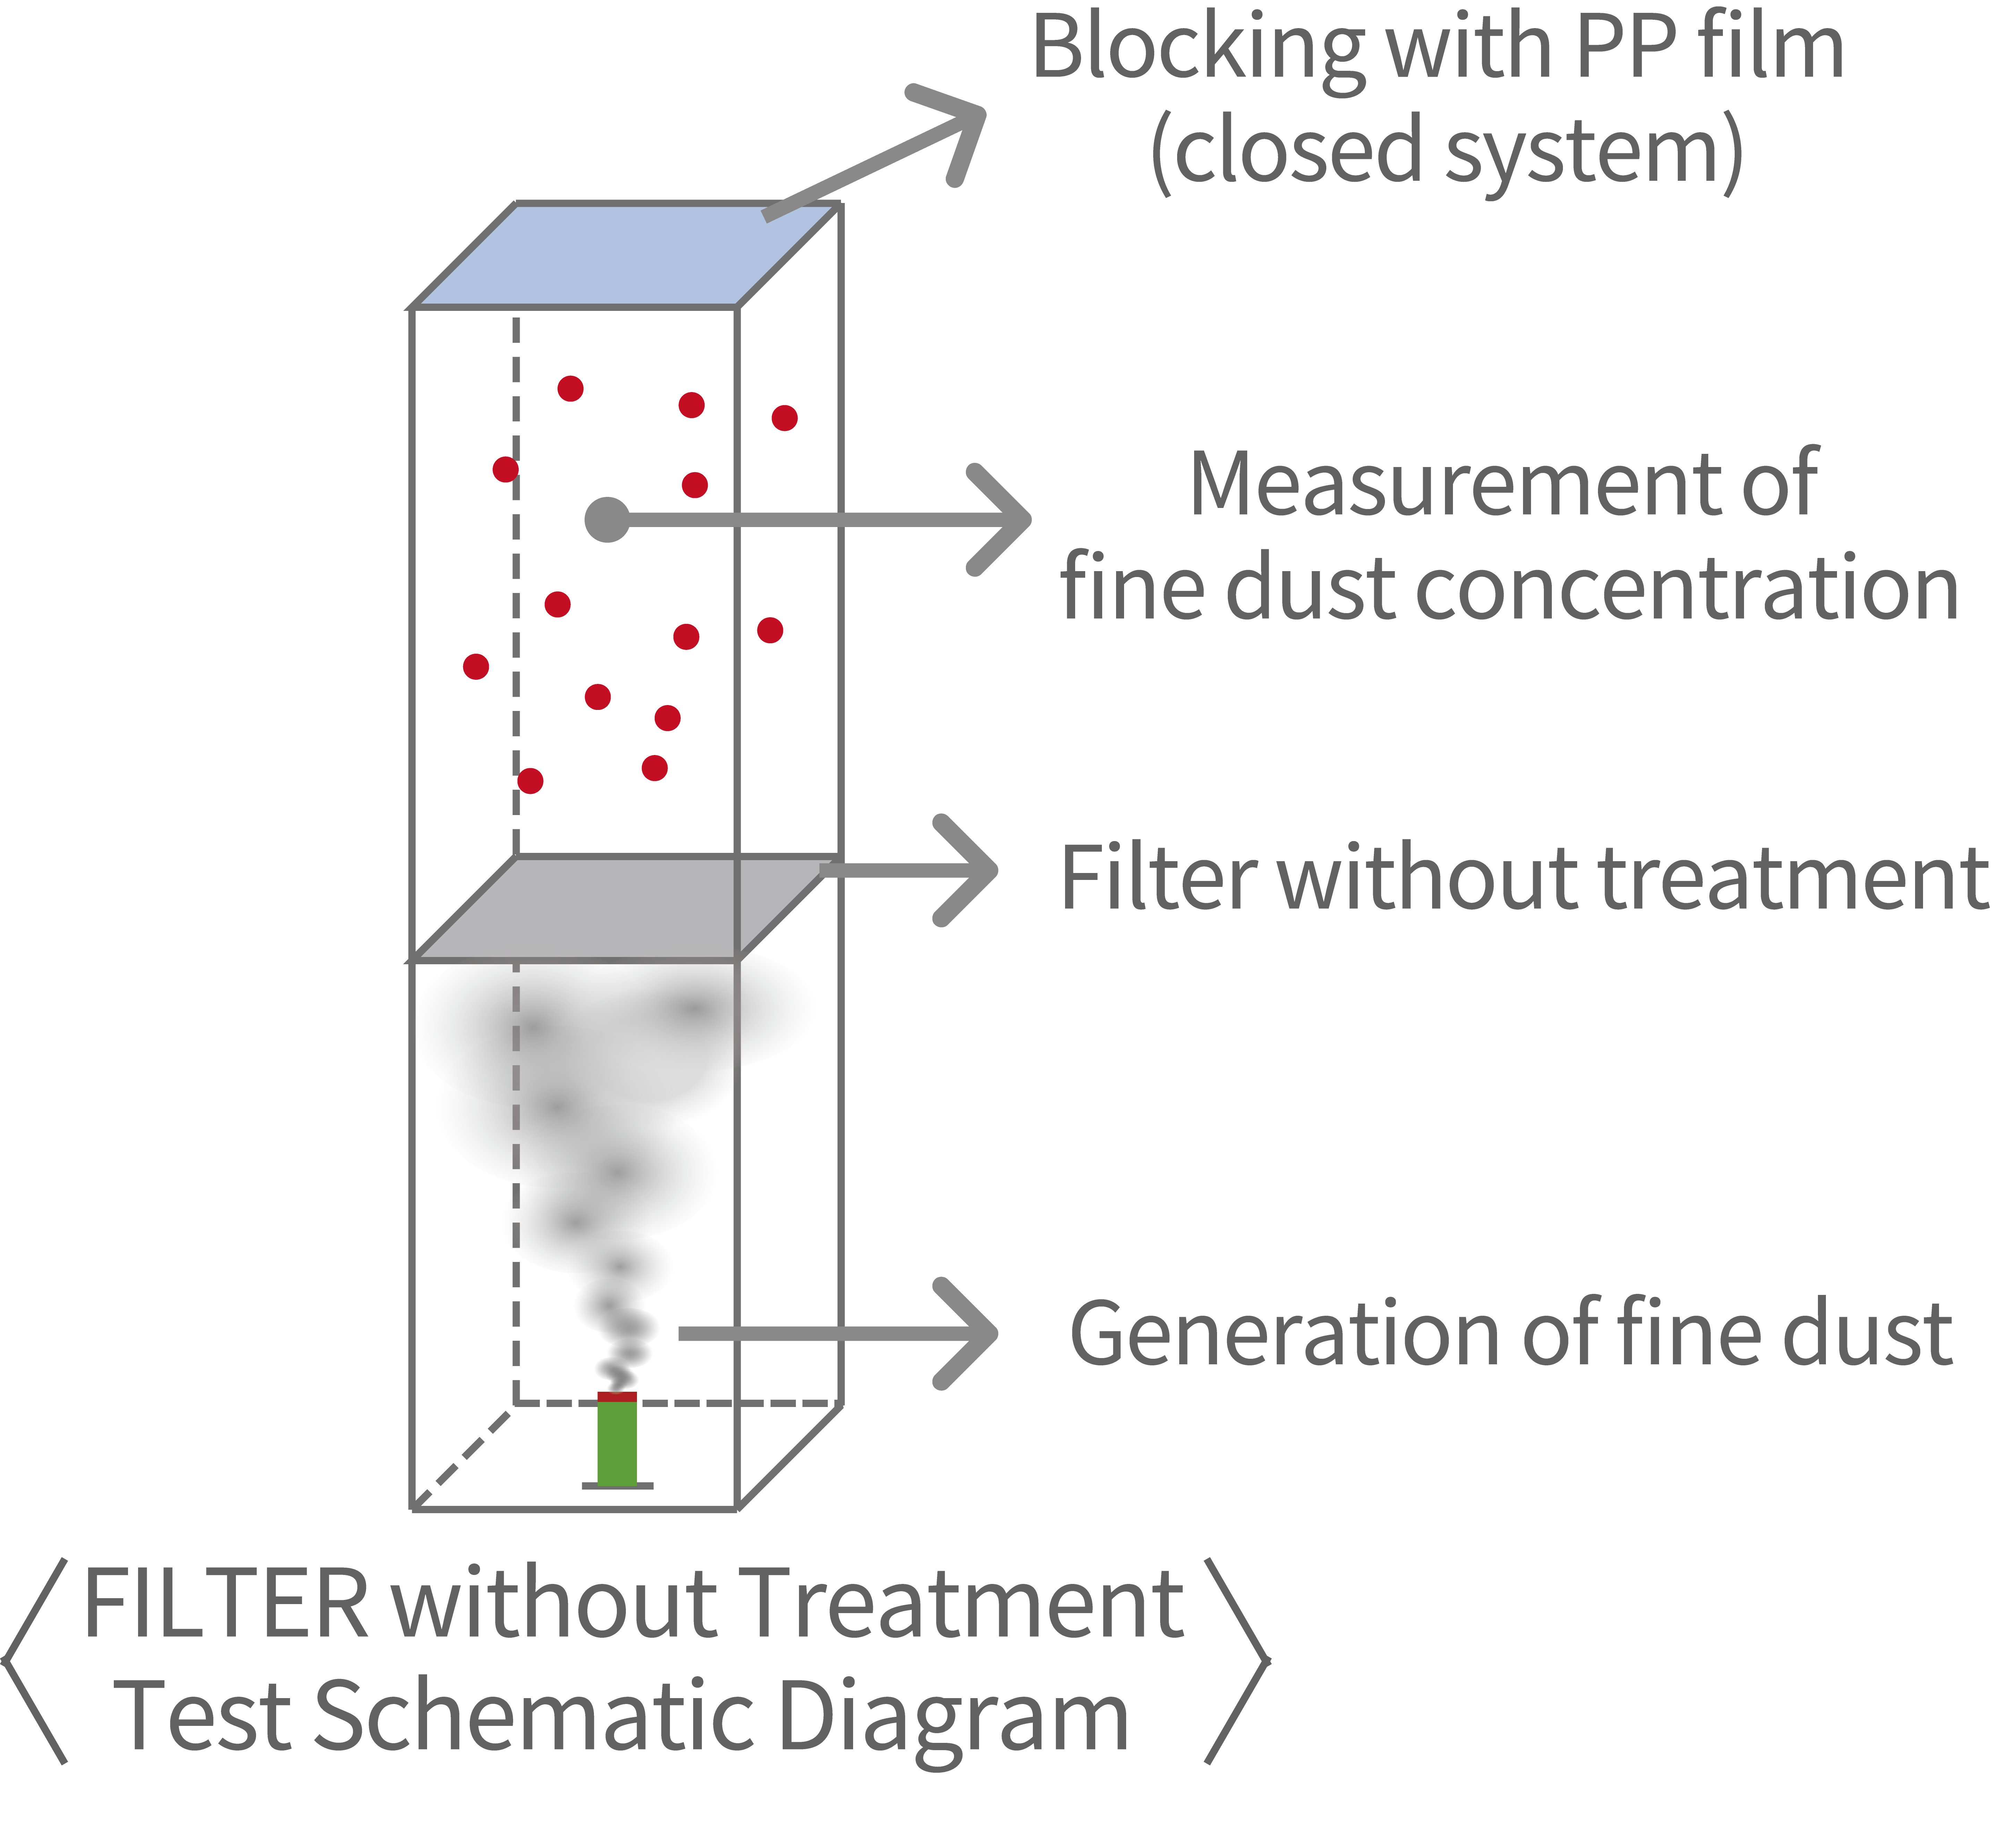 Blocking with PP film
(closed system)
Measurement of
fine dust concentration
Filter without treatment
Generation of fine dust
FILTER without Treatment
Test Schematic Diagram